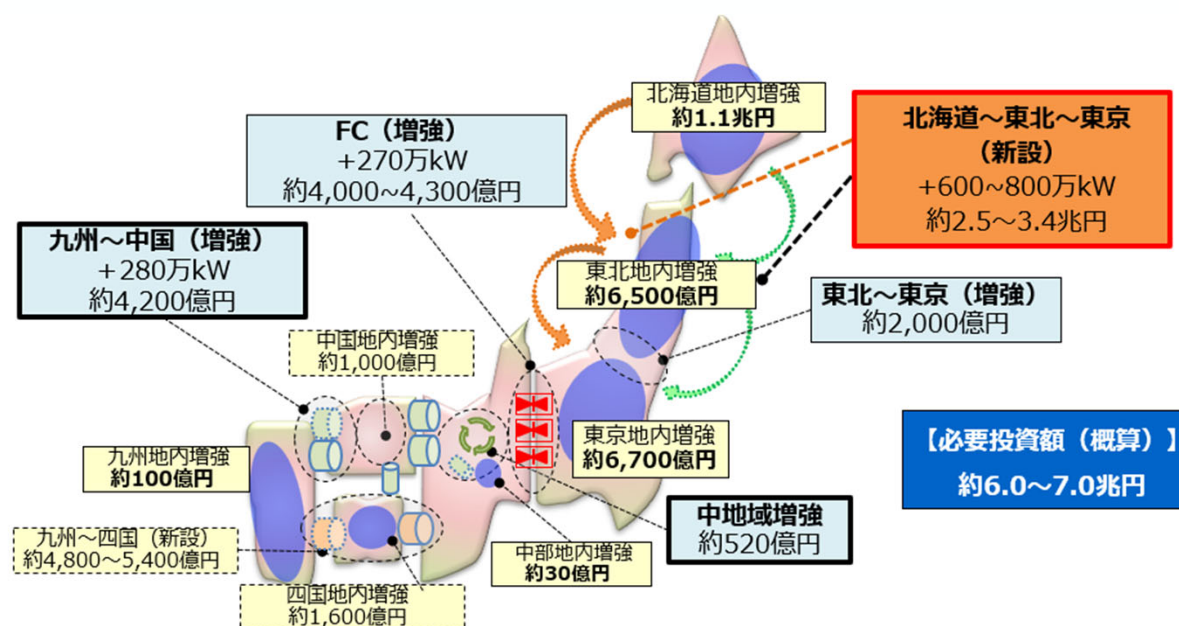 北海道地内増強
約1.1兆円
FC（増強）
+270万kW
約4,000～4,300億円
北海道～東北～東京
（新設）
+600～800万kW
約2.5～3.4兆円
九州～中国（増強）
+280万kW
約4,200億円
東北地内増強
約6,500億円
東北～東京（増強）
約2,000億円
中国地内増強
約1,000億円
九州地内増強
約100億円
東京地内増強
約6,700億円
【必要投資額（概算）】
約6.0～7.0兆円
中地域増強
約520億円
九州～四国（新設）
約4,800～5,400億円
中部地内増強
約30億円
四国地内増強
約1,600億円